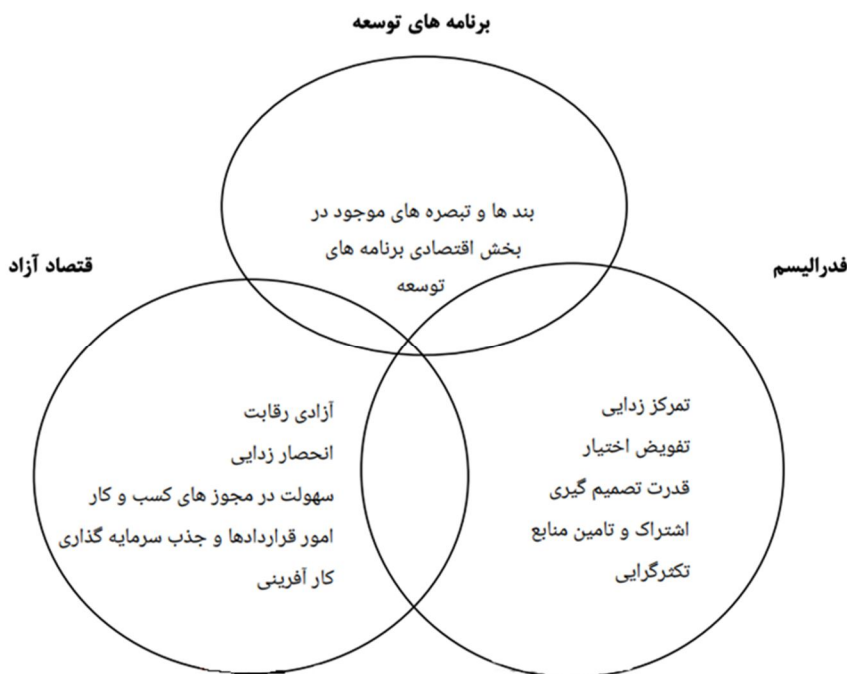 برنامه های توسعه
بند ها و تبصره های موجود در
بخش اقتصادی برنامه های
توسعه
فدرالیسم
قتصاد آزاد
تمرکز زدایی
تفویض اختیار
قدرت تصمیم گیری
اشتراک و تامین منابع
تکثرگرایی
آزادی رقابت
انحصار زدایی
سهولت در مجوز های کسب و کار
امور قراردادها و جذب سرمایه گذاری
کار آفرینی